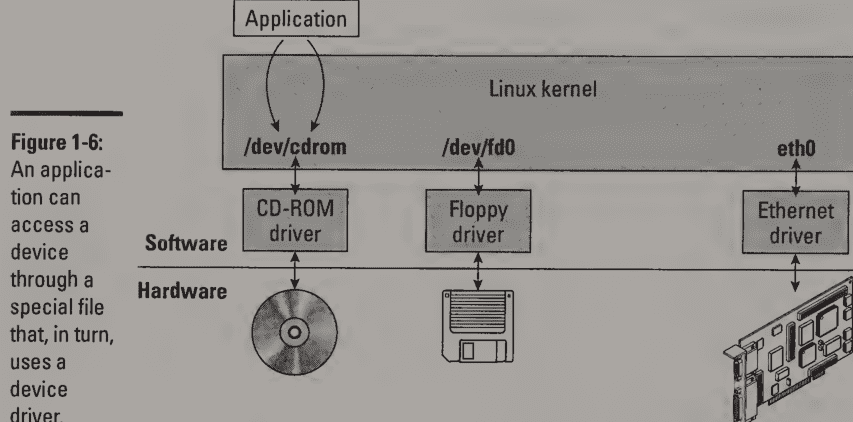 Application
Linux kernel
/dev/cdrom /dev/fd0 eth0
CD-ROM
driver
Floppy
driver
Ethernet
driver
Software
Hardware
Figure 1-6:
An applica-
tion can
access a
device
through a
special file
that, in turn,
uses a
device
driver.